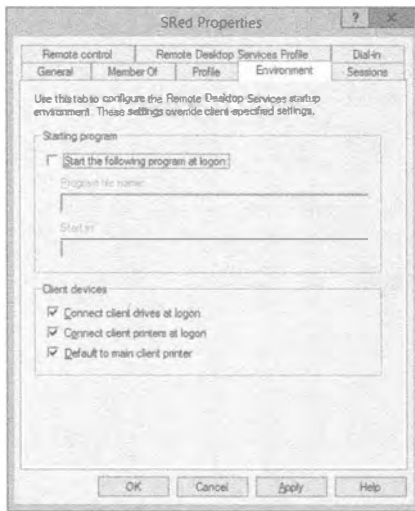 SRed Properties
?
Remote control
Remote Desktop Services Profile
Dial-in
General
Member Of
Profile
Environment
Sessions
Use this tab to configure the Remote Desktop Services startup
environment. These settings override client-specified settings.
Starting program
Start the following program at logon:
Program file name:
Start in:
Client devices
Connect client drives at logon
Connect client printers at logon
Default to main client printer
OK
Cancel
Apply
Help